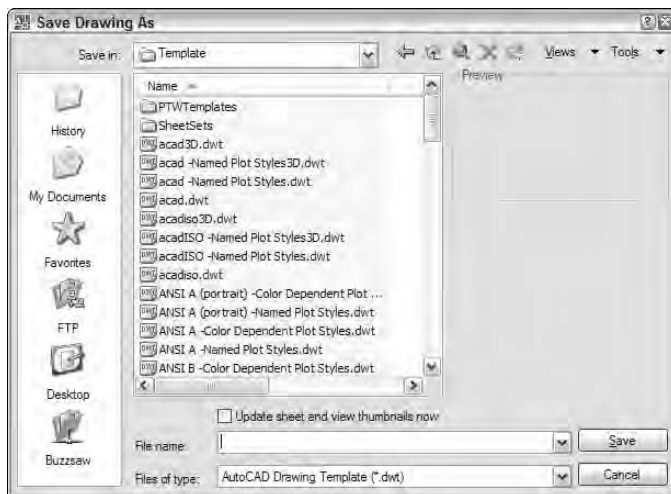 Save Drawing As
Save in: Template Views Tools
Preview
History
My Documents
Favorites
FTP
Desktop
Buzzsaw
Name
PTWTemplates
SheetSets
acad3D.dwt
acad -Named Plot Styles3D.dwt
acad -Named Plot Styles.dwt
acad.dwt
acadiso3D.dwt
acadISO -Named Plot Styles3D.dwt
acadISO -Named Plot Styles.dwt
acadiso.dwt
ANSI A (portrait) -Color Dependent Plot ...
ANSI A (portrait) -Named Plot Styles.dwt
ANSI A -Color Dependent Plot Styles.dwt
ANSI A -Named Plot Styles.dwt
ANSI B -Color Dependent Plot Styles.dwt
Update sheet and view thumbnails now
File name: Save
Files of type: AutoCAD Drawing Template (*.dwt) Cancel